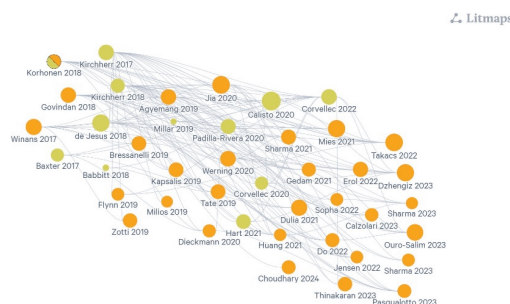 Litmaps
Korhonen 2018
Kirchherr 2017
Kirchherr 2018
Govindan 2018
Agyemang 2019
Jia 2020
Calisto 2020
Corvellec 2022
Winans 2017
de Jesus 2018
Millar 2019
Padilla-Rivera 2020
Sharma 2021
Mies 2021
Takacs 2022
Bressanelli 2019
Baxter 2017
Babbitt 2018
Kapsalis 2019
Werning 2020
Gedam 2021
Erol 2022
Dzhengiz 2023
Corvellec 2020
Flynn 2019
Milios 2019
Tate 2019
Dulia 2021
Sopha 2022
Sharma 2023
Calzolari 2023
Zotti 2019
Dieckmann 2020
Hart 2021
Huang 2021
Do 2022
Ouro-Salim 2023
Jensen 2022
Sharma 2023
Choudhary 2024
Thinakaran 2023
Pasqualotto 2023